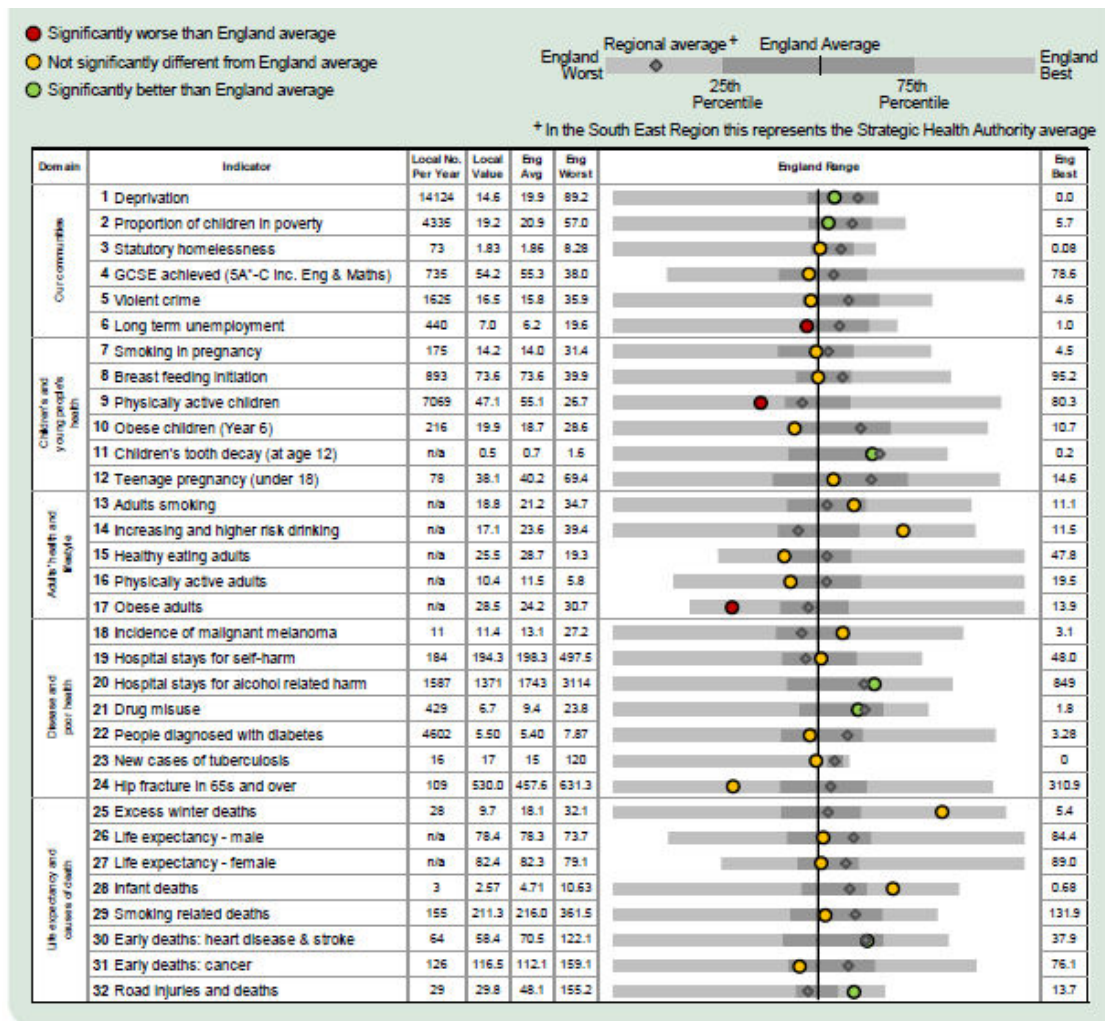 Significantly worse than England average
Not significantly different from England average
Significantly better than England average
Regional average + England Average
England Worst
England Best
25th Percentile
75th Percentile
+ In the South East Region this represents the Strategic Health Authority average
Domain Indicator Local No. Per Year Local Value Eng Avg Eng Worst England Range Eng Best
Our communities
1 Deprivation 14124 14.6 19.9 89.2 0.0
2 Proportion of children in poverty 4335 19.2 20.9 57.0 5.7
3 Statutory homelessness 73 1.83 1.86 8.28 0.08
4 GCSE achieved (5A*-C inc. Eng & Maths) 735 54.2 55.3 38.0 78.6
5 Violent crime 1625 16.5 15.8 35.9 4.6
6 Long term unemployment 440 7.0 6.2 19.6 1.0
Children's and young people's health
7 Smoking in pregnancy 175 14.2 14.0 31.4 4.5
8 Breast feeding initiation 893 73.6 73.6 39.9 95.2
9 Physically active children 7069 47.1 55.1 26.7 80.3
10 Obese children (Year 6) 216 19.9 18.7 28.6 10.7
11 Children's tooth decay (at age 12) n/a 0.5 0.7 1.6 0.2
12 Teenage pregnancy (under 18) 78 38.1 40.2 69.4 14.6
Adults' health and lifestyle
13 Adults smoking n/a 18.8 21.2 34.7 11.1
14 Increasing and higher risk drinking n/a 17.1 23.6 39.4 11.5
15 Healthy eating adults n/a 25.5 28.7 19.3 47.8
16 Physically active adults n/a 10.4 11.5 5.8 19.5
17 Obese adults n/a 28.5 24.2 30.7 13.9
Disease and poor health
18 Incidence of malignant melanoma 11 11.4 13.1 27.2 3.1
19 Hospital stays for self-harm 184 194.3 198.3 497.5 48.0
20 Hospital stays for alcohol related harm 1587 1371 1743 3114 849
21 Drug misuse 429 6.7 9.4 23.8 1.8
22 People diagnosed with diabetes 4602 5.50 5.40 7.87 3.28
23 New cases of tuberculosis 16 17 15 120 0
24 Hip fracture in 65s and over 109 530.0 457.6 631.3 310.9
Life expectancy and causes of death
25 Excess winter deaths 28 9.7 18.1 32.1 5.4
26 Life expectancy - male n/a 78.4 78.3 73.7 84.4
27 Life expectancy - female n/a 82.4 82.3 79.1 89.0
28 Infant deaths 3 2.57 4.71 10.63 0.68
29 Smoking related deaths 155 211.3 216.0 361.5 131.9
30 Early deaths: heart disease & stroke 64 58.4 70.5 122.1 37.9
31 Early deaths: cancer 126 116.5 112.1 159.1 76.1
32 Road injuries and deaths 29 29.8 48.1 155.2 13.7